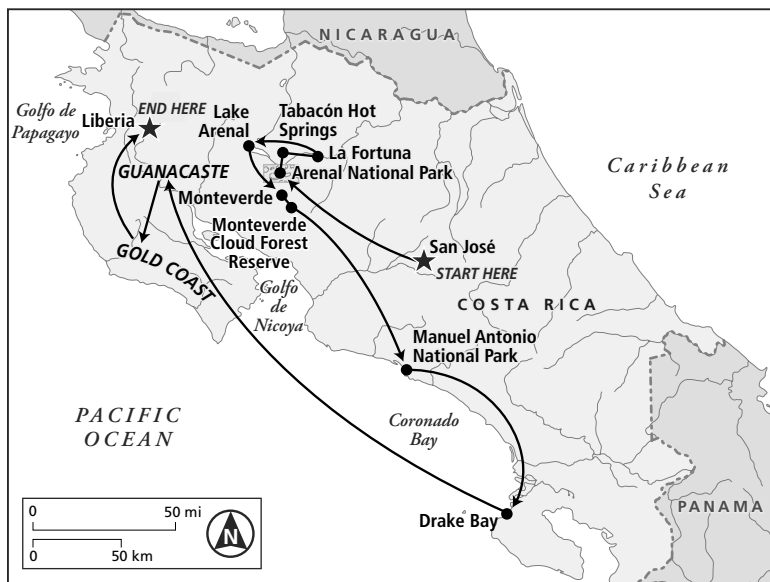 NICARAGUA
Golfo de
Papagayo
END HERE
Liberia
Lake
Arenal
Tabacón Hot
Springs
La Fortuna
Arenal National Park
Caribbean
Sea
GUANACASTE
Monteverde
Monteverde
Cloud Forest
Reserve
San José
START HERE
GOLD COAST
Golfo
de
Nicoya
COSTA RICA
Manuel Antonio
National Park
PACIFIC
OCEAN
Coronado
Bay
Drake Bay
PANAMA
0 50 mi
0 50 km
N